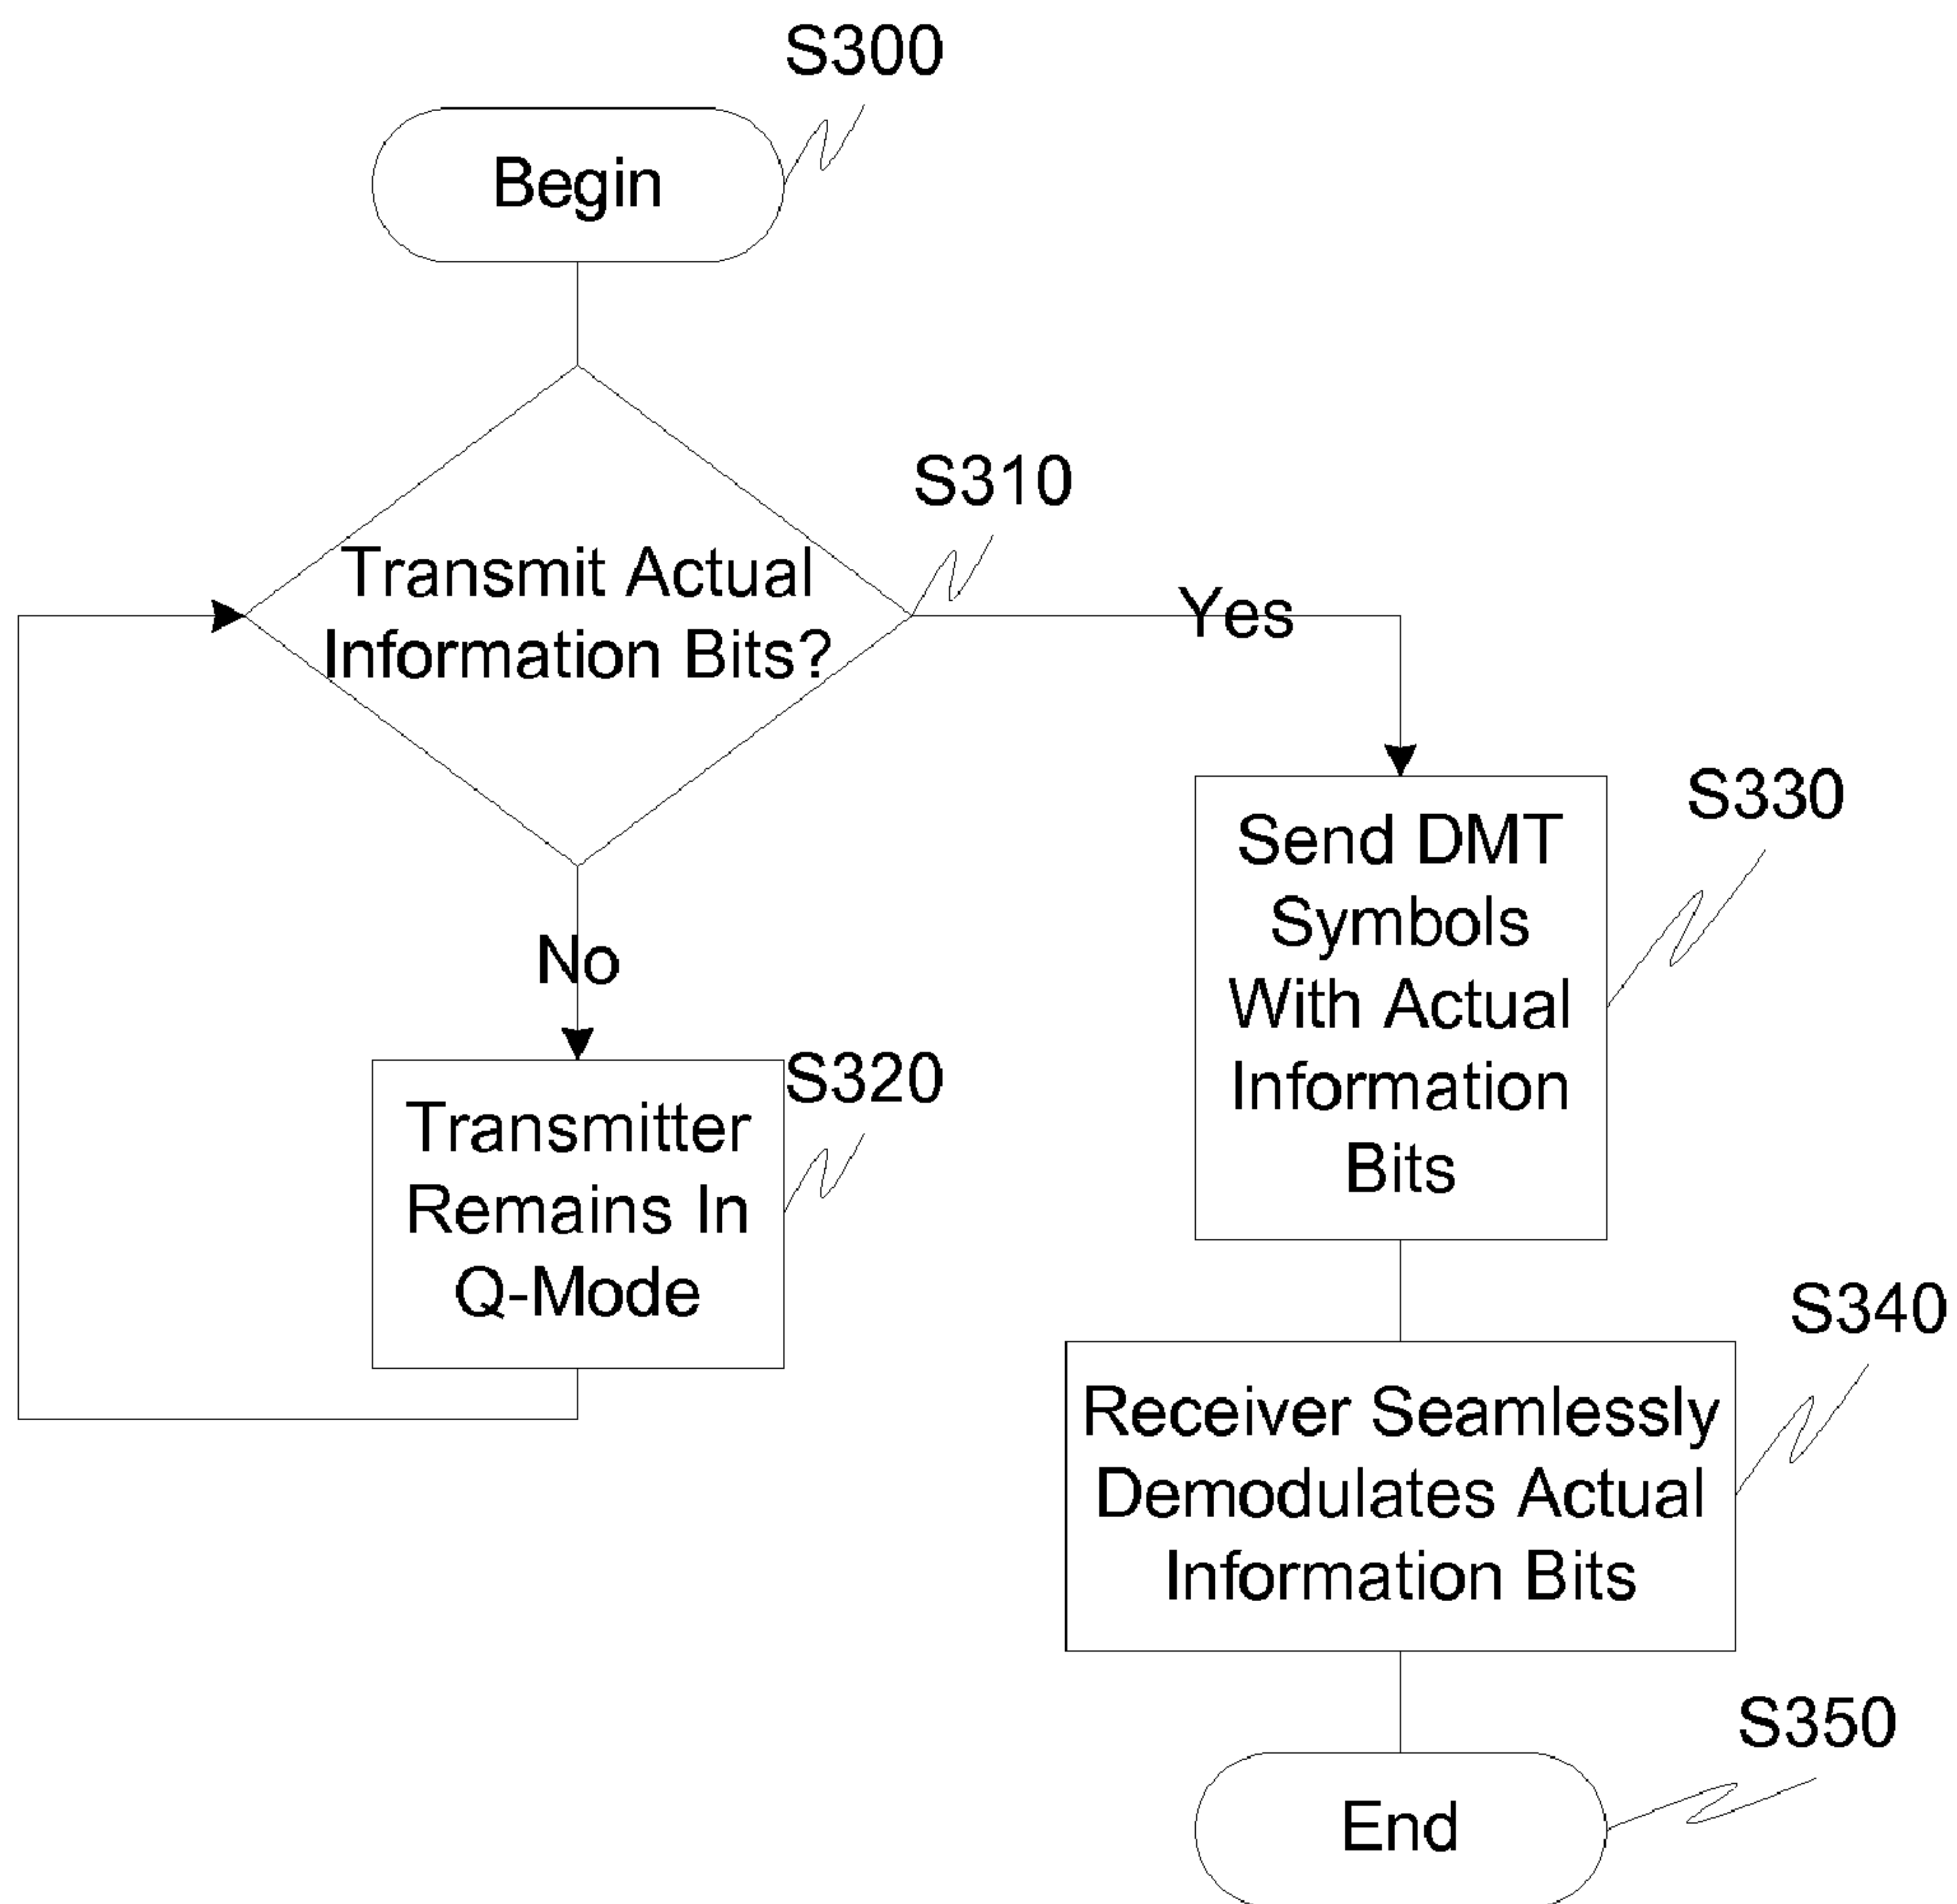 S300
Begin
S310
Transmit Actual
Information Bits?
Yes
No
S320
Transmitter
Remains In
Q-Mode
S330
Send DMT
Symbols
With Actual
Information
Bits
S340
Receiver Seamlessly
Demodulates Actual
Information Bits
S350
End